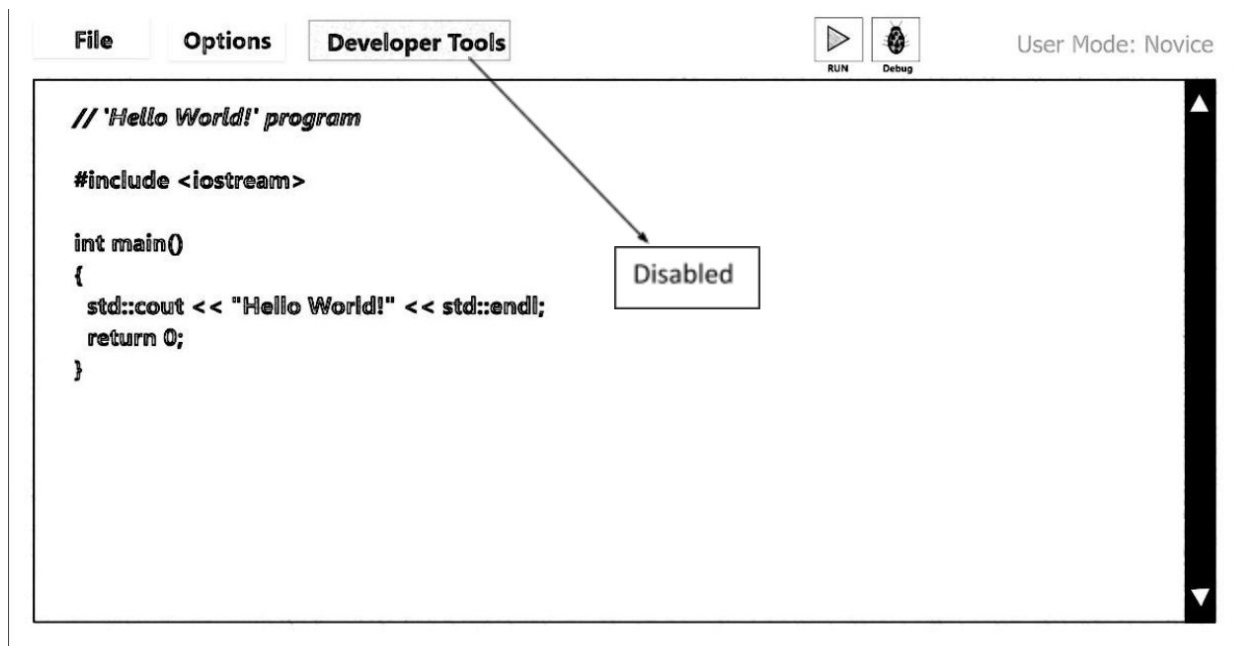 File Options Developer Tools RUN Debug User Mode: Novice
// 'Hello World!' program
#include <iostream>
int main()
{
Disabled
std::cout << "Hello World!" << std::endl;
return 0;
}